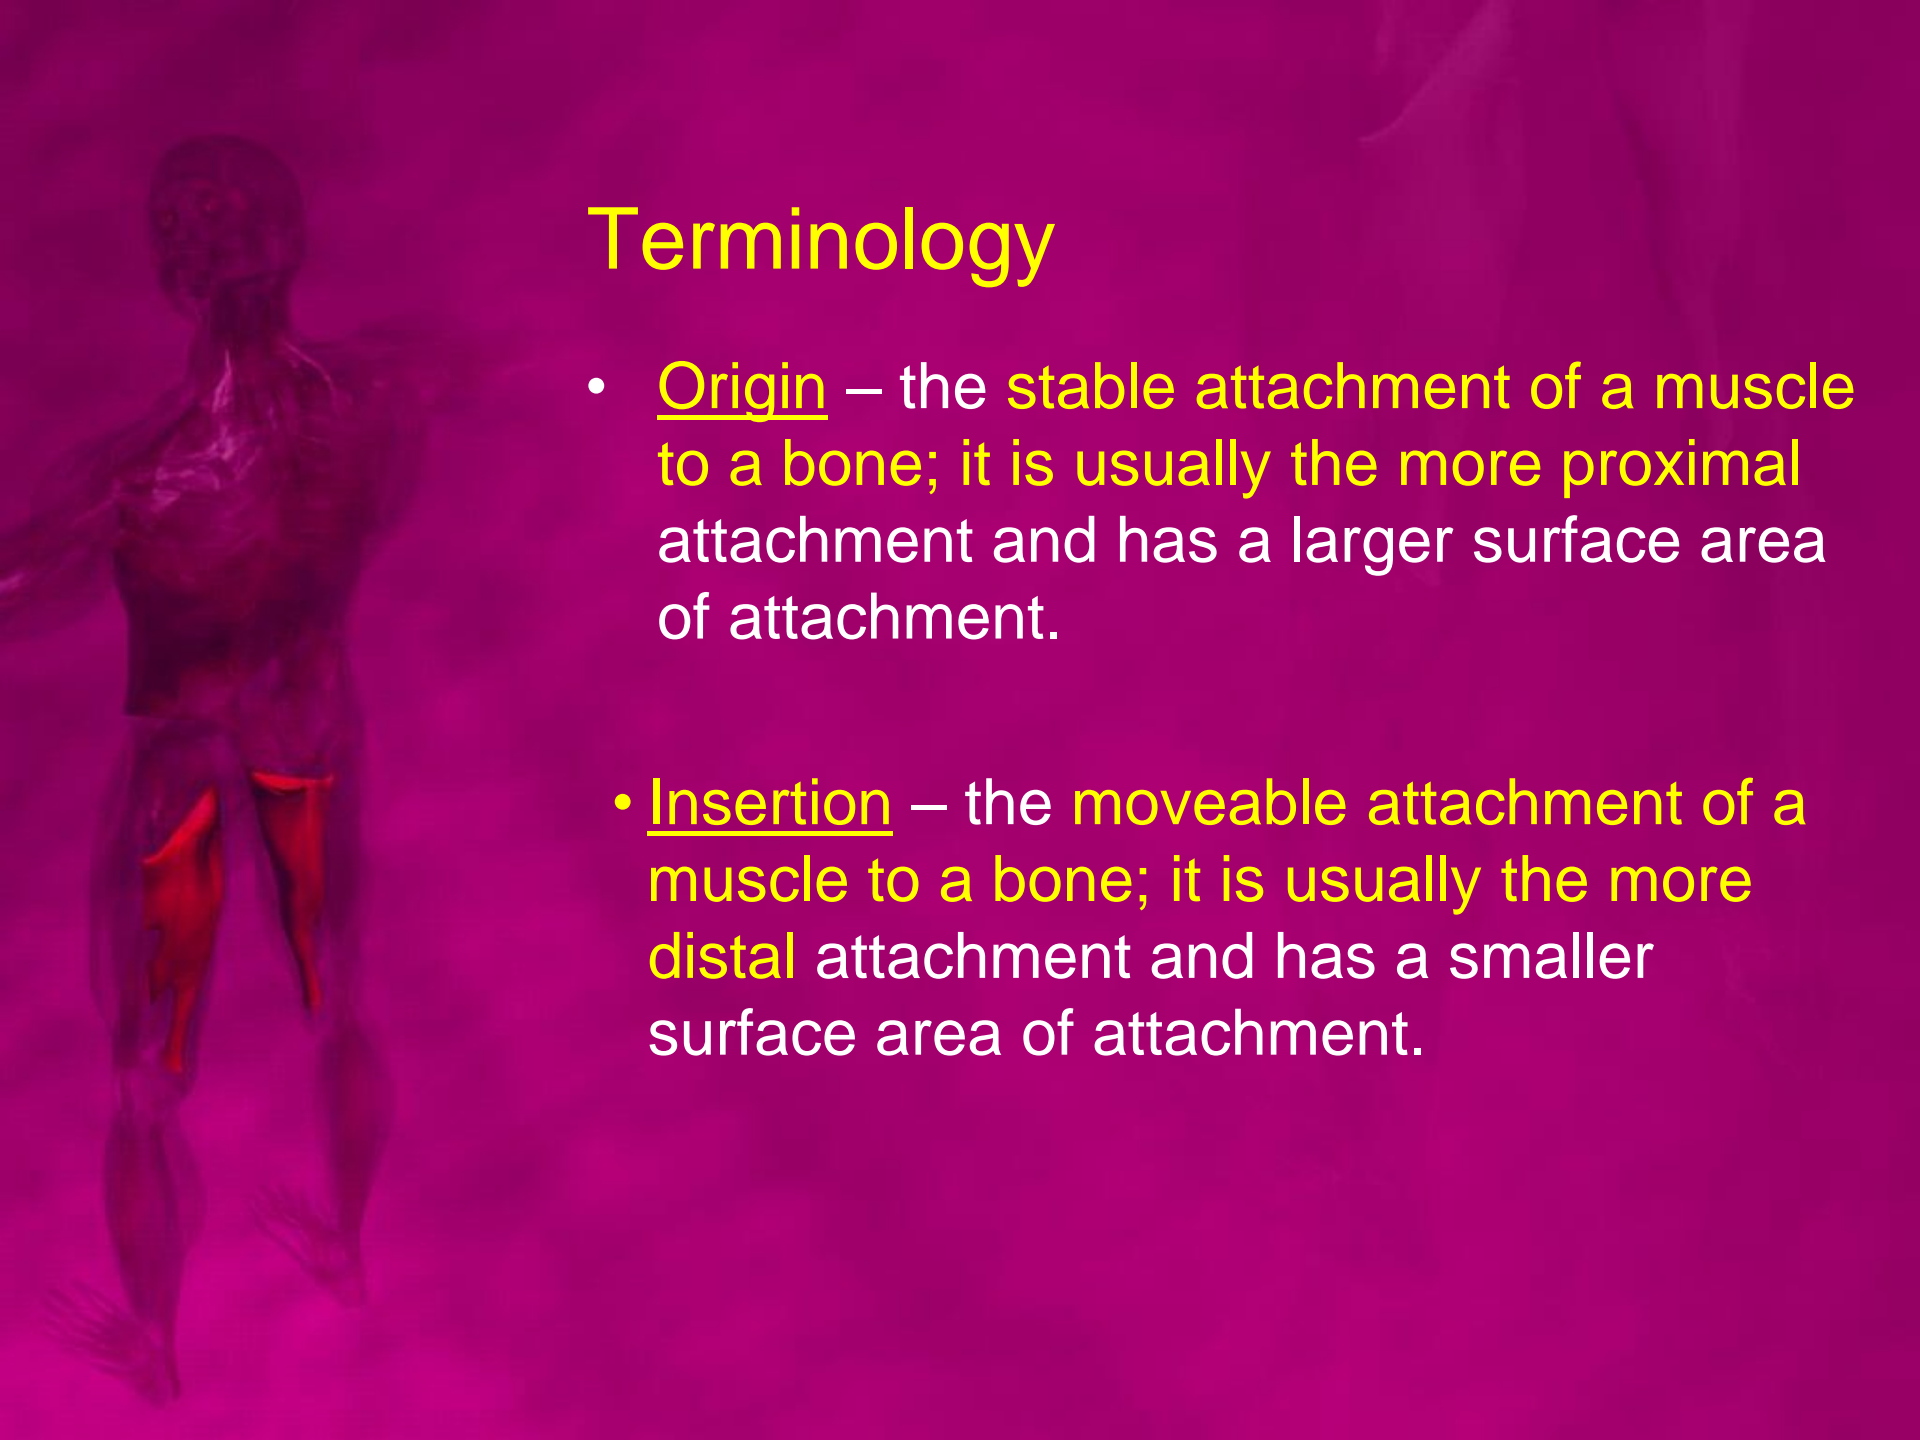 Terminology
• Origin – the stable attachment of a muscle
to a bone; it is usually the more proximal
attachment and has a larger surface area
of attachment.
• Insertion – the moveable attachment of a
muscle to a bone; it is usually the more
distal attachment and has a smaller
surface area of attachment.